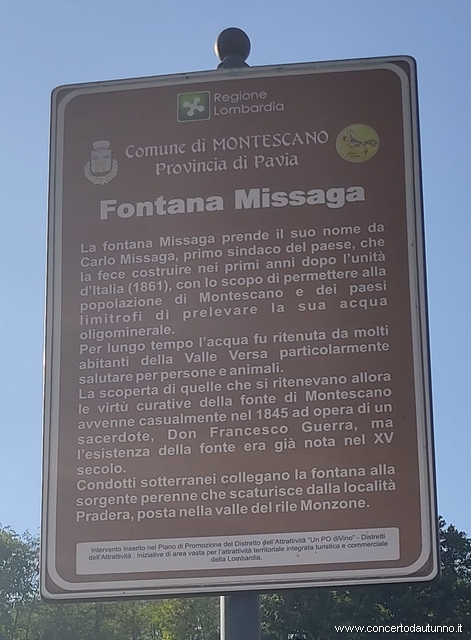 Regione
Lombardia
Comune di MONTESCANO
Provincia di Pavia
Fontana Missaga
La fontana Missaga prende il suo nome da
Carlo Missaga, primo sindaco del paese, che
la fece costruire nei primi anni dopo l'unità
d'Italia (1861), con lo scopo di permettere alla
popolazione di Montescano e dei paesi
limitrofi di prelevare la sua acqua
oligominerale.
Per lungo tempo l'acqua fu ritenuta da molti
abitanti della Valle Versa particolarmente
salutare per persone e animali.
La scoperta di quelle che si ritenevano allora
le virtù curative della fonte di Montescano
avvenne casualmente nel 1845 ad opera di un
sacerdote, Don Francesco Guerra, ma
l'esistenza della fonte era già nota nel XV
secolo.
Condotti sotterranei collegano la fontana alla
sorgente perenne che scaturisce dalla località
Pradera, posta nella valle del rile Monzone.
Intervento inserito nel Piano di Promozione del Distretto dell'Attrattività "Un PO diVino" - Distretti
dell'Attrattività . Iniziative di area vasta per l'attrattività territoriale integrata turistica e commerciale
della Lombardia.
www.concertodautunno.it